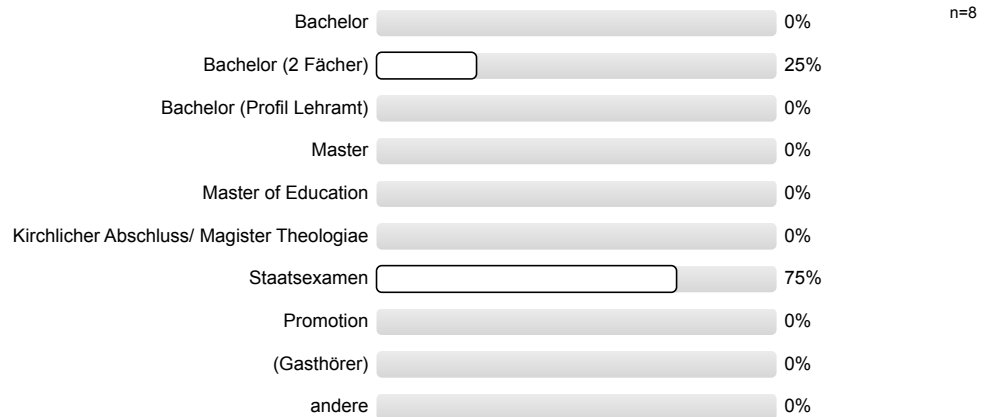 n=8
Bachelor 0%
Bachelor (2 Fächer) 25%
Bachelor (Profil Lehramt) 0%
Master 0%
Master of Education 0%
Kirchlicher Abschluss/ Magister Theologiae 0%
Staatsexamen 75%
Promotion 0%
(Gasthörer) 0%
andere 0%